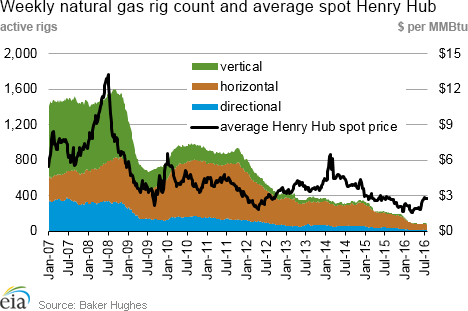 Weekly natural gas rig count and average spot Henry Hub
active rigs $ per MMBtu
2,000 $15
1,600 $12
1,200 $9
800 $6
400 $3
0 $0
vertical
horizontal
directional
average Henry Hub spot price
Jan-07 Jul-07 Jan-08 Jul-08 Jan-09 Jul-09 Jan-10 Jul-10 Jan-11 Jul-11 Jan-12 Jul-12 Jan-13 Jul-13 Jan-14 Jul-14 Jan-15 Jul-15 Jan-16 Jul-16
eia Source: Baker Hughes